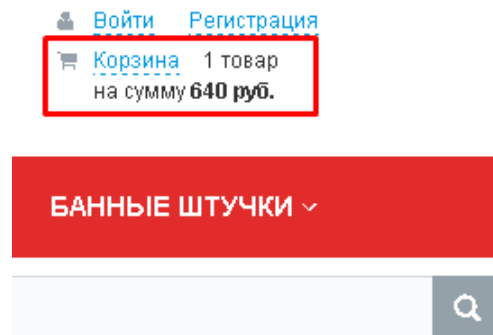 Войти Регистрация
Корзина 1 товар
на сумму 640 руб.
БАННЫЕ ШТУЧКИ